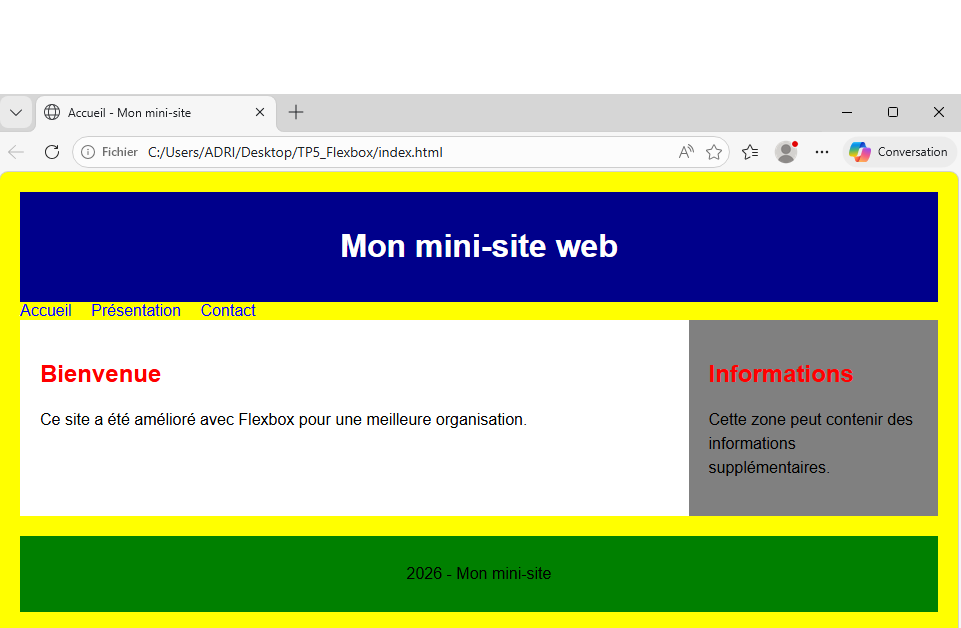 Accueil - Mon mini-site
Fichier C:/Users/ADRI/Desktop/TP5_Flexbox/index.html
Conversation
Mon mini-site web
Accueil Présentation Contact
Bienvenue
Ce site a été amélioré avec Flexbox pour une meilleure organisation.
Informations
Cette zone peut contenir des
informations
supplémentaires.
2026 - Mon mini-site